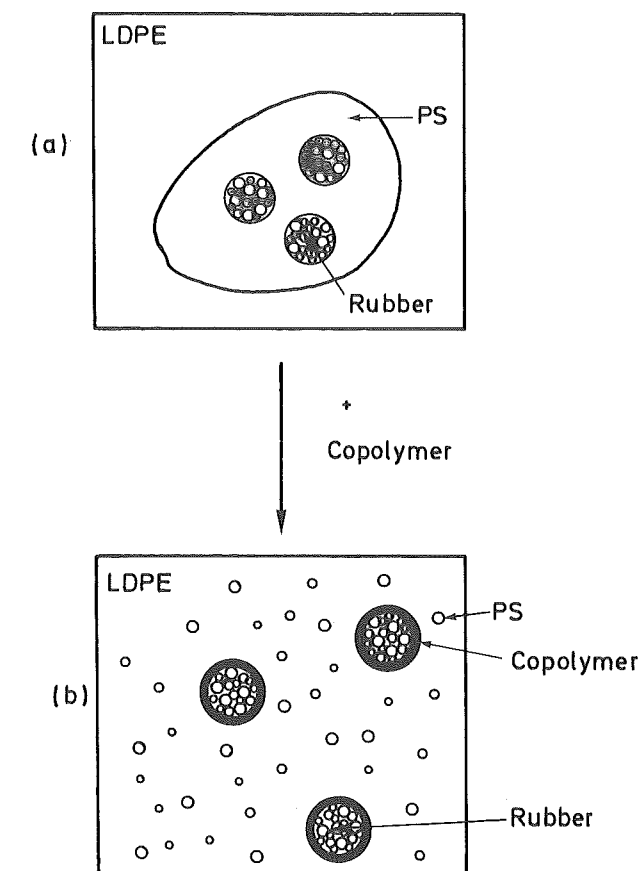 LDPE
(a)
PS
Rubber
+
Copolymer
LDPE
PS
Copolymer
(b)
Rubber